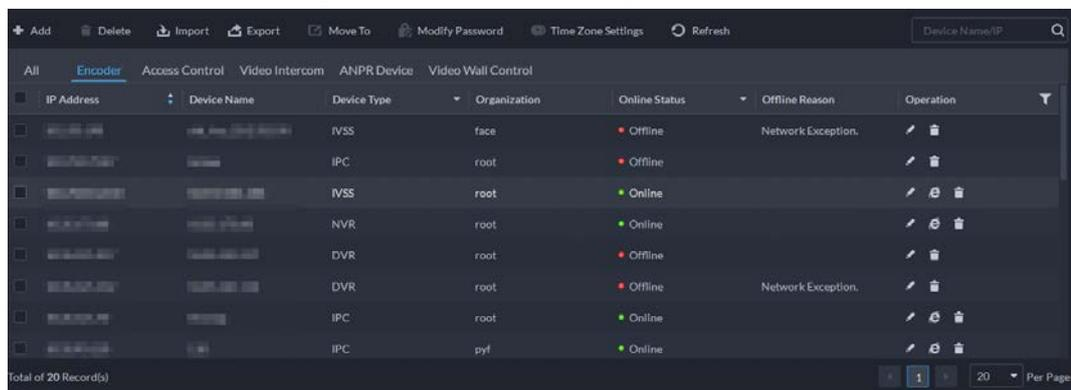 Add Delete Import Export Move To Modify Password Time Zone Settings Refresh Device Name/IP
All Encoder Access Control Video Intercom ANPR Device Video Wall Control
IP Address Device Name Device Type Organization Online Status Offline Reason Operation
IVSS face Offline Network Exception.
IPC root Offline
IVSS root Online
NVR root Online
DVR root Offline
DVR root Offline Network Exception.
IPC root Online
IPC pyf Online
Total of 20 Record(s) 1 20 Per Page